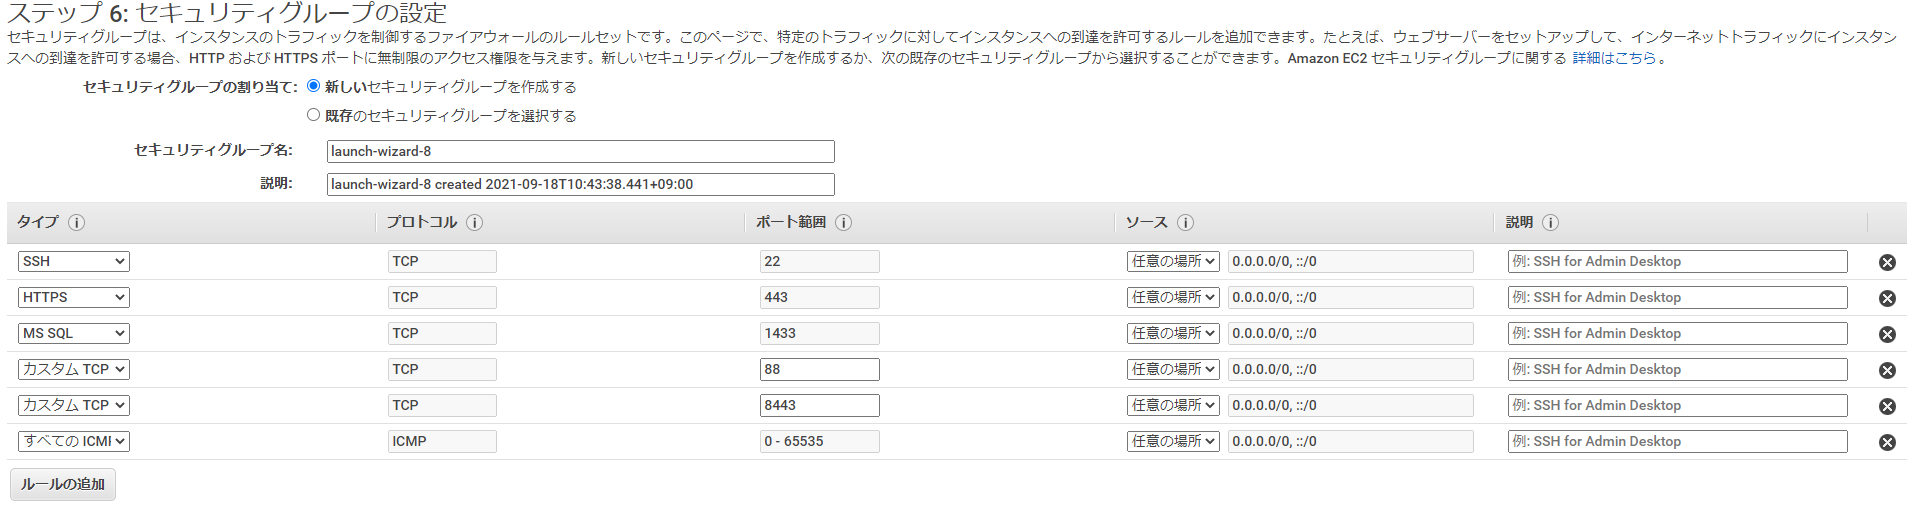 ステップ 6: セキュリティグループの設定
セキュリティグループは、インスタンスのトラフィックを制御するファイアウォールのルールセットです。このページで、特定のトラフィックに対してインスタンスへの到達を許可するルールを追加できます。たとえば、ウェブサーバーをセットアップして、インターネットトラフィックにインスタン
スへの到達を許可する場合、HTTP および HTTPS ポートに無制限のアクセス権限を与えます。新しいセキュリティグループを作成するか、次の既存のセキュリティグループから選択することができます。Amazon EC2 セキュリティグループに関する 詳細はこちら。
セキュリティグループの割り当て: 新しいセキュリティグループを作成する
既存のセキュリティグループを選択する
セキュリティグループ名: launch-wizard-8
説明: launch-wizard-8 created 2021-09-18T10:43:38.441+09:00
タイプ プロトコル ポート範囲 ソース 説明
SSH TCP 22 任意の場所 0.0.0.0/0, ::/0 例: SSH for Admin Desktop
HTTPS TCP 443 任意の場所 0.0.0.0/0, ::/0 例: SSH for Admin Desktop
MS SQL TCP 1433 任意の場所 0.0.0.0/0, ::/0 例: SSH for Admin Desktop
カスタム TCP TCP 88 任意の場所 0.0.0.0/0, ::/0 例: SSH for Admin Desktop
カスタム TCP TCP 8443 任意の場所 0.0.0.0/0, ::/0 例: SSH for Admin Desktop
すべての ICMI ICMP 0 - 65535 任意の場所 0.0.0.0/0, ::/0 例: SSH for Admin Desktop
ルールの追加